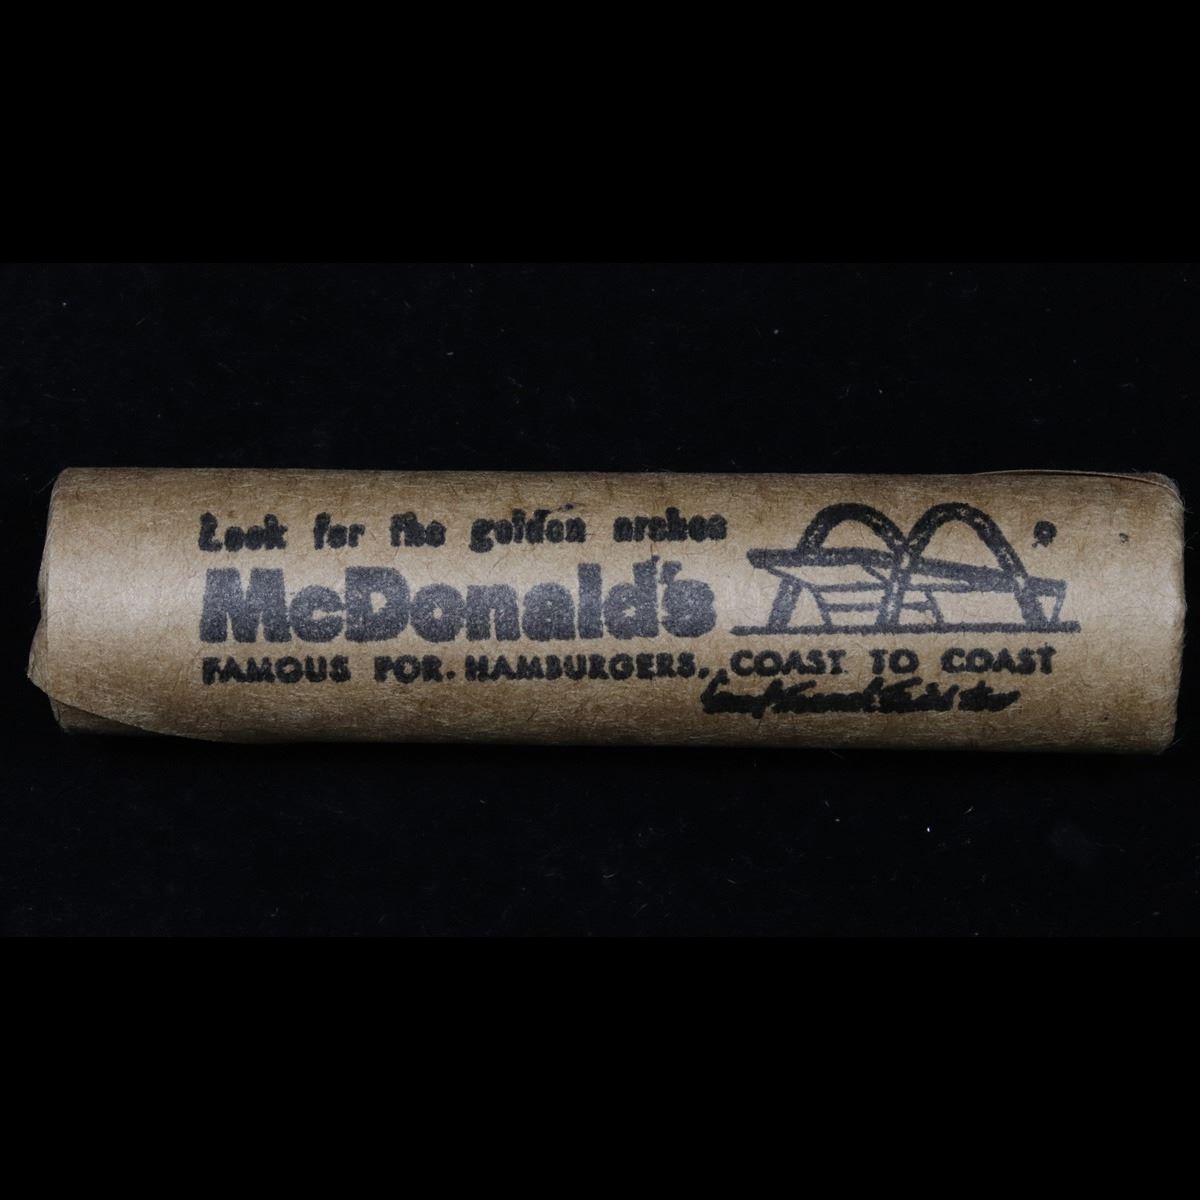 Look for the golden arches
McDonald's
FAMOUS FOR. HAMBURGERS, COAST TO COAST